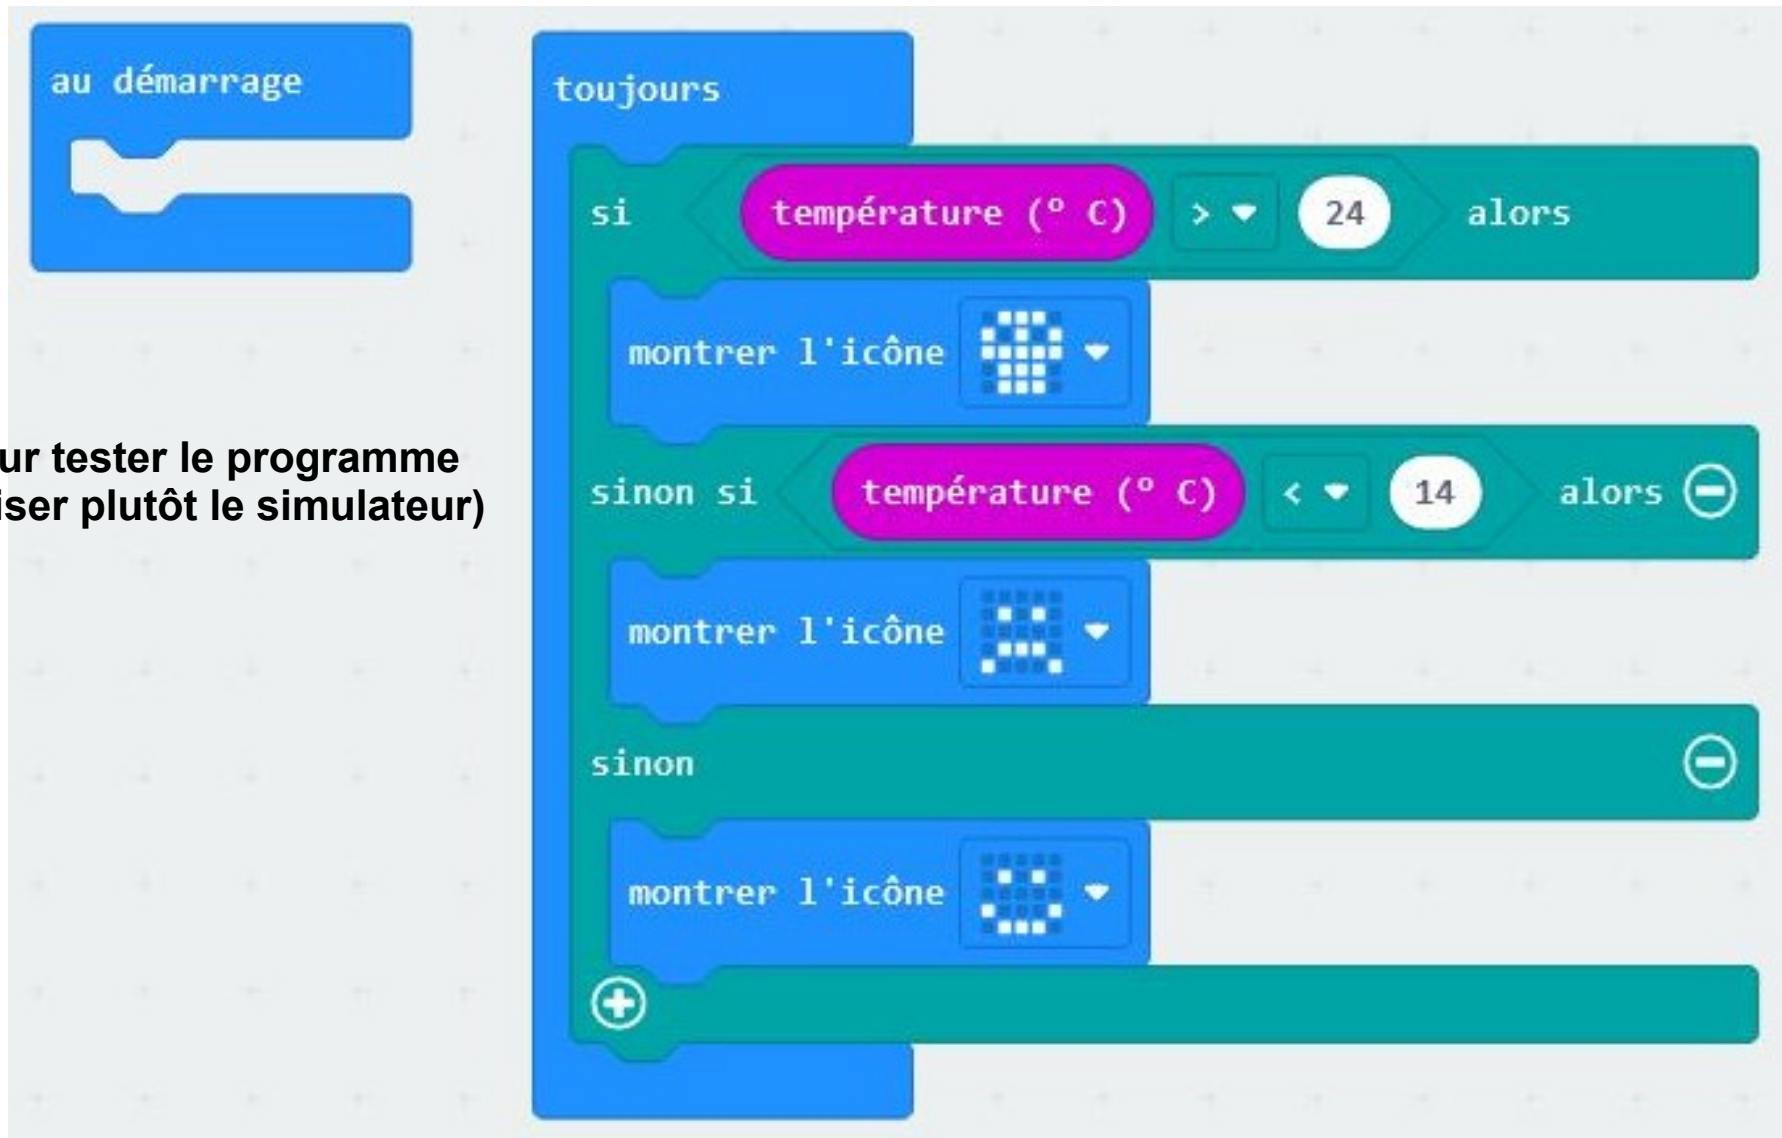 au démarrage
toujours
si température (° C) > 24 alors
montrer l'icône
ur tester le programme
iser plutôt le simulateur)
sinon si température (° C) < 14 alors
montrer l'icône
sinon
montrer l'icône